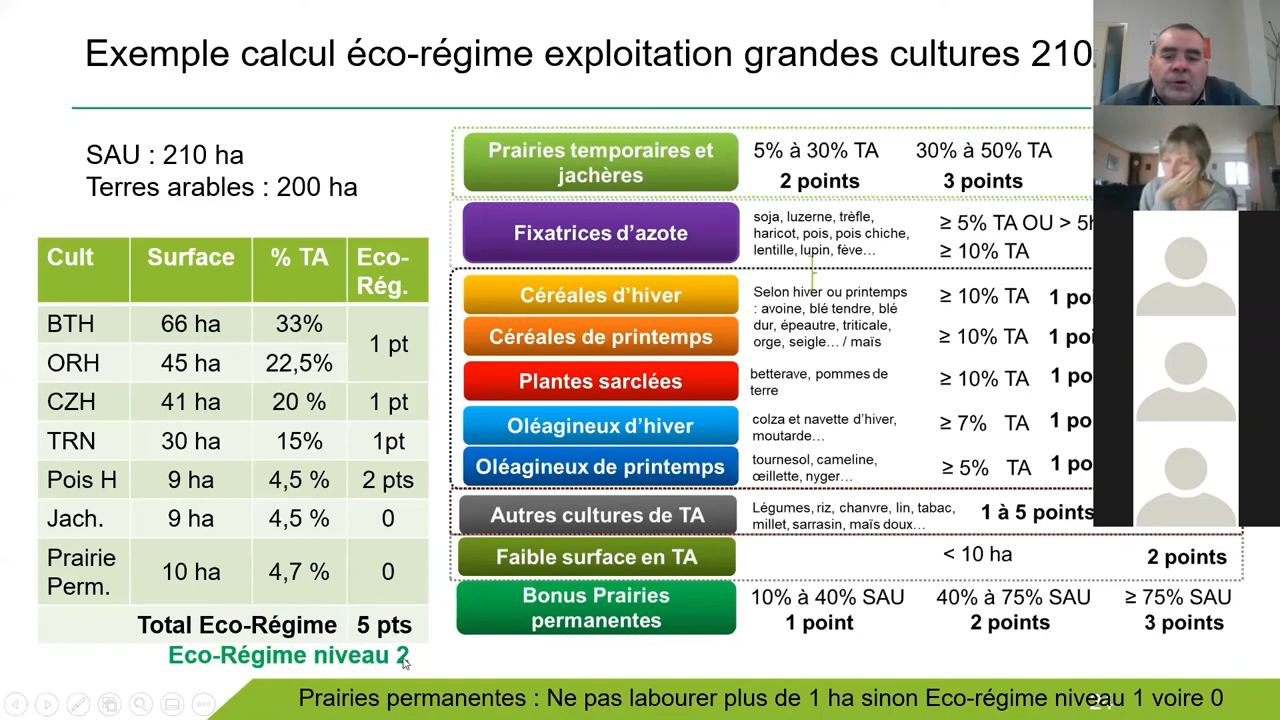 Exemple calcul éco-régime exploitation grandes cultures 210
SAU : 210 ha
Terres arables : 200 ha
Cult Surface % TA Eco-Rég.
BTH 66 ha 33% 1 pt
ORH 45 ha 22,5%
CZH 41 ha 20 % 1 pt
TRN 30 ha 15% 1pt
Pois H 9 ha 4,5 % 2 pts
Jach. 9 ha 4,5 % 0
Prairie Perm. 10 ha 4,7 % 0
Total Eco-Régime 5 pts
Eco-Régime niveau 2
Prairies temporaires et
jachères
5% à 30% TA 30% à 50% TA
2 points 3 points
Fixatrices d’azote
soja, luzerne, trèfle,
haricot, pois, pois chiche,
lentille, lupin, fève…
≥ 5% TA OU > 5h
≥ 10% TA
Céréales d’hiver
Céréales de printemps
Selon hiver ou printemps
: avoine, blé tendre, blé
dur, épeautre, triticale,
orge, seigle… / maïs
≥ 10% TA 1 poi
≥ 10% TA 1 poi
Plantes sarclées
betterave, pommes de
terre
≥ 10% TA 1 po
Oléagineux d’hiver
colza et navette d’hiver,
moutarde…
≥ 7% TA 1 po
Oléagineux de printemps
tournesol, cameline,
œillette, nyger…
≥ 5% TA 1 po
Autres cultures de TA
Légumes, riz, chanvre, lin, tabac,
millet, sarrasin, maïs doux…
1 à 5 points
Faible surface en TA < 10 ha 2 points
Bonus Prairies
permanentes
10% à 40% SAU 40% à 75% SAU ≥ 75% SAU
1 point 2 points 3 points
Prairies permanentes : Ne pas labourer plus de 1 ha sinon Eco-régime niveau 1 voire 0